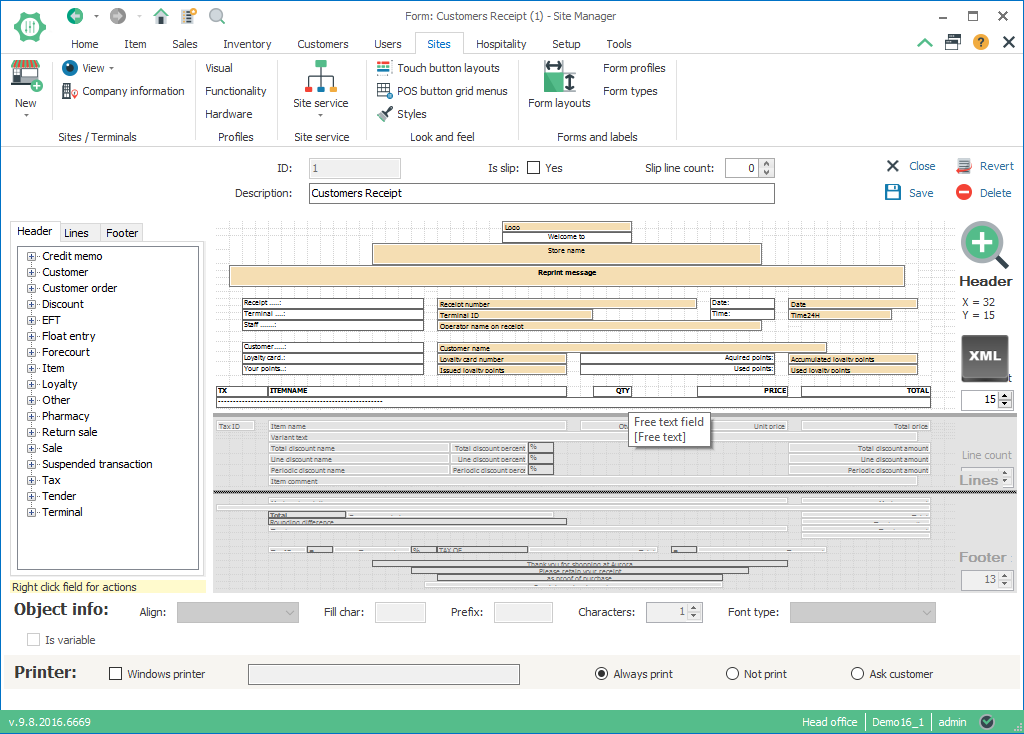 Form: Customers Receipt (1) - Site Manager
Home Item Sales Inventory Customers Users Sites Hospitality Setup Tools
New
View
Company information
Sites / Terminals
Visual
Functionality
Hardware
Profiles
Site service
Site service
Touch button layouts
POS button grid menus
Styles
Look and feel
Form layouts
Form profiles
Form types
Forms and labels
ID: 1 Is slip: Yes Slip line count: 0
Description: Customers Receipt
Close Revert
Save Delete
Header Lines Footer
Credit memo
Customer
Customer order
Discount
EFT
Float entry
Forecourt
Item
Loyalty
Other
Pharmacy
Return sale
Sale
Suspended transaction
Tax
Tender
Terminal
Right click field for actions
Logo
Welcome to
Store name
Reprint message
Receipt .....: Receipt number Date: Date
Terminal ....: Terminal ID Time: Time24H
Staff .......: Operator name on receipt
Customer.....: Customer name
Loyalty card.: Loyalty card number Aquired points: Accumulated loyalty points
Your points..: Issued loyalty points Used points: Used loyalty points
TX ITEMNAME QTY PRICE TOTAL
Tax ID Item name Unit price Total price
Variant text
Total discount name Total discount percent % Total discount amount
Line discount name Line discount percent % Line discount amount
Periodic discount name Periodic discount perce % Periodic discount amount
Item comment
Free text field
[Free text]
Total
Rounding difference
% TAX OF
Thank you for shopping at Aurora
Please retain your receipt
as proof of purchase
Header
X = 32
Y = 15
XML
15
Line count
Lines
Footer
13
Object info: Align: Fill char: Prefix: Characters: 1 Font type:
Is variable
Printer: Windows printer Always print Not print Ask customer
v.9.8.2016.6669 Head office Demo16_1 admin